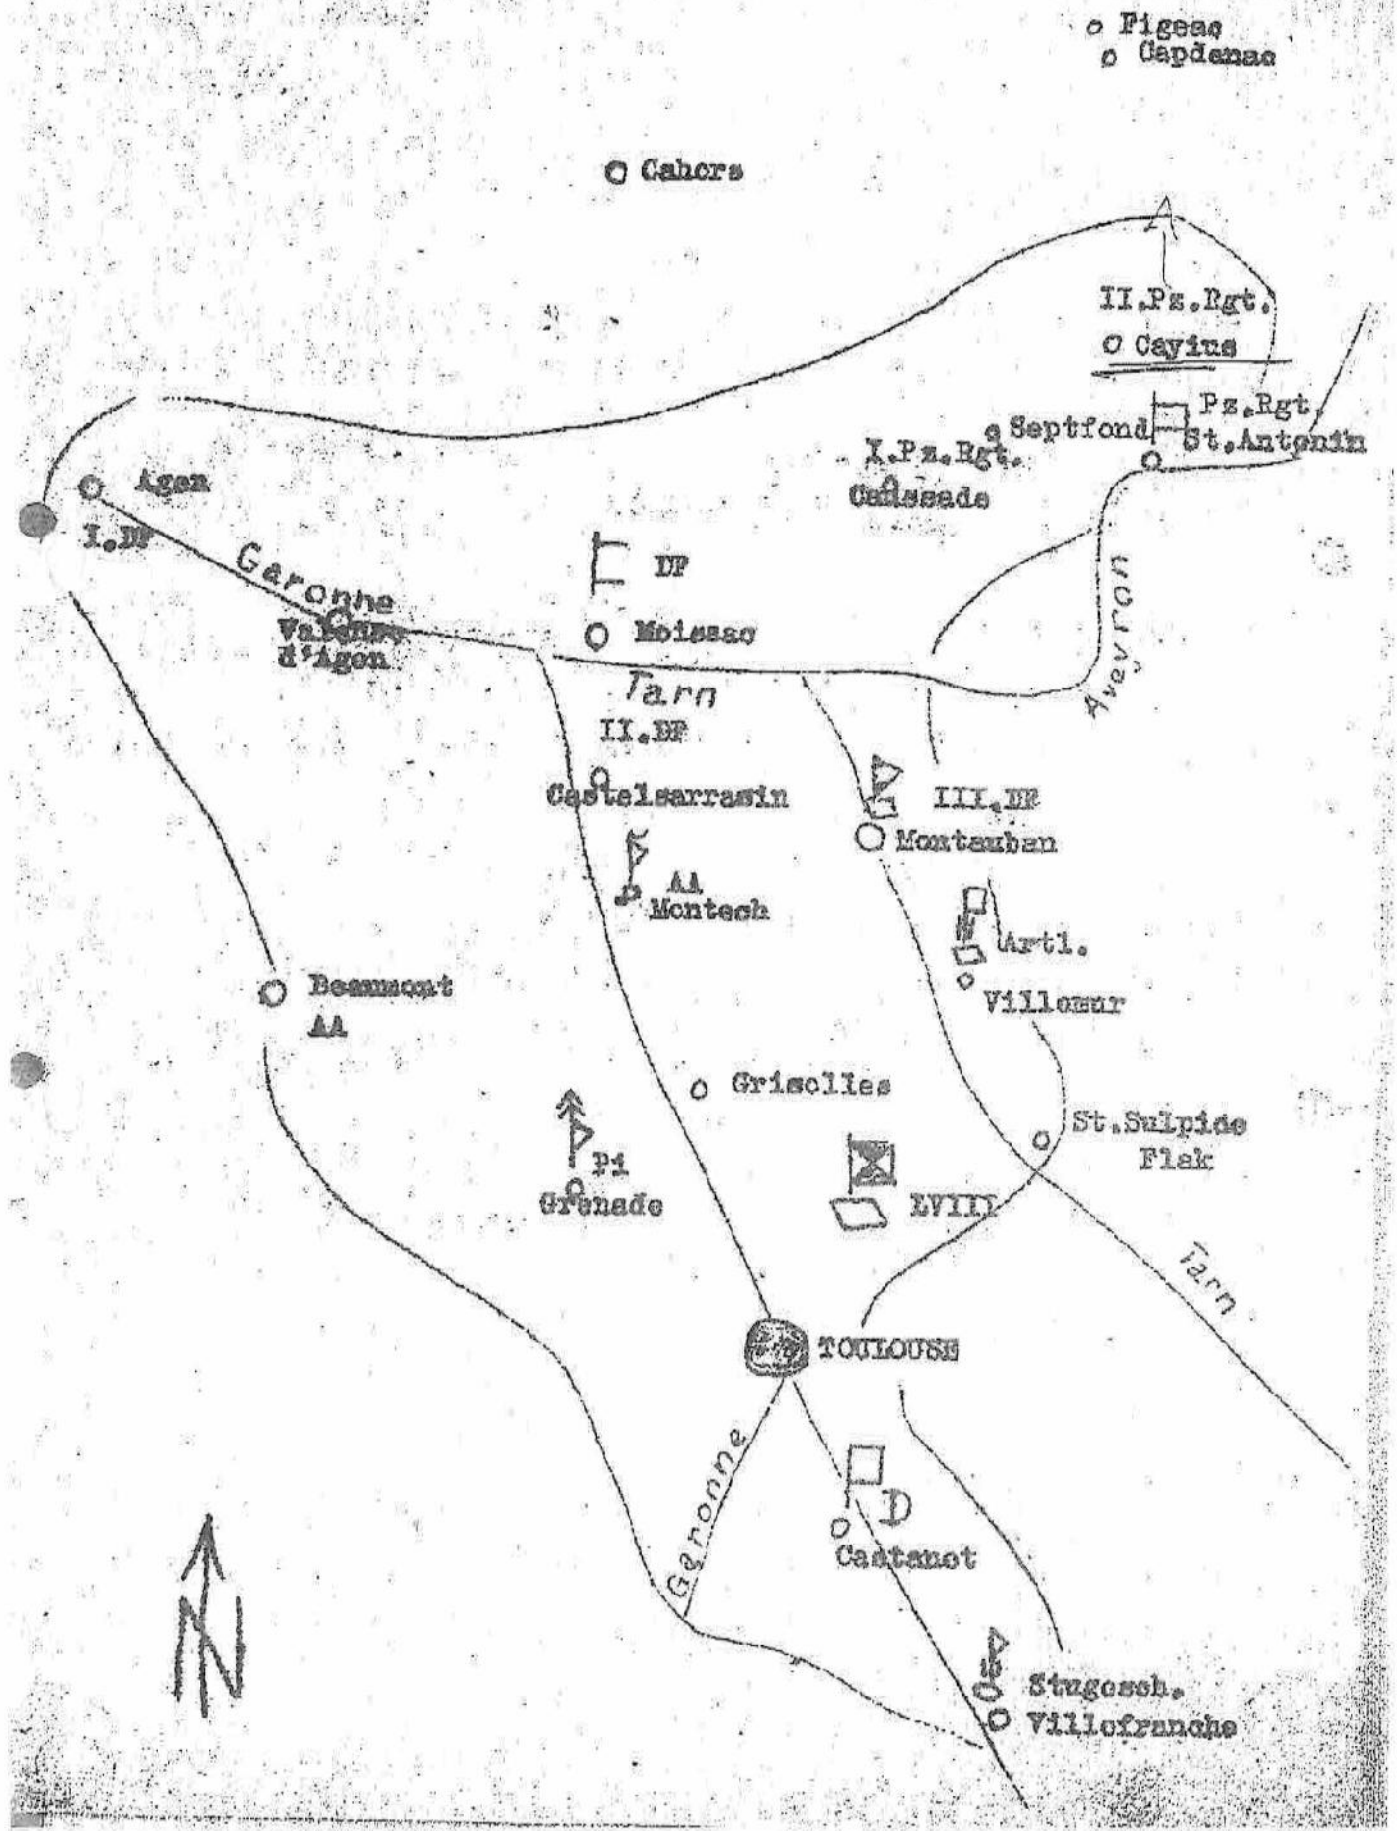 Figeac
Capdenac
Cahors
II.Pz.Rgt.
Cayius
Pz.Rgt.
St.Antonin
Septfond
I.Pz.Rgt.
Caussade
Agen
I.DF
Garonne
Valence
d'Agen
DF
Moissac
Tarn
Aveyron
II.DF
Castelsarrasin
III.DF
Montauban
AA
Montech
Artl.
Villemur
Beaumont
AA
Grisolles
St.Sulpide
Flak
Pi
Grenade
LVIII
Tarn
TOULOUSE
Garonne
D
Castanet
N
Stugesch.
Villefranche